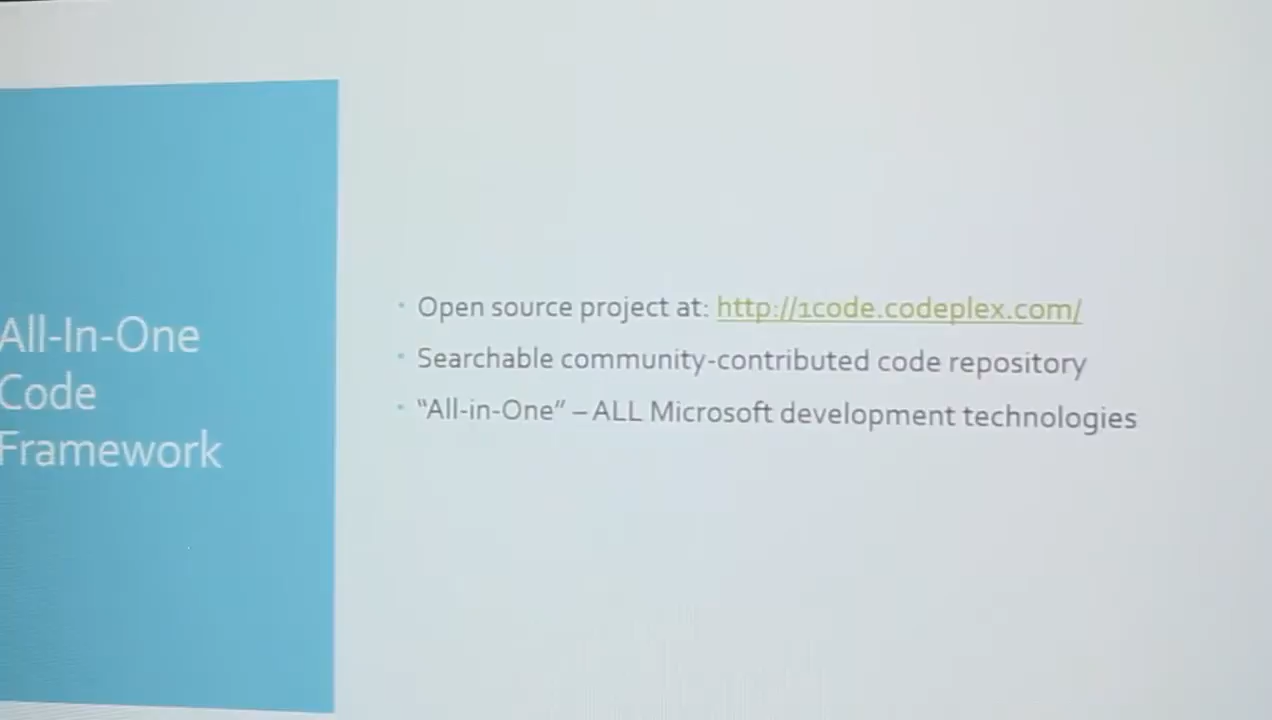 All-In-One
Code
Framework
Open source project at: http://1code.codeplex.com/
Searchable community-contributed code repository
“All-in-One” – ALL Microsoft development technologies